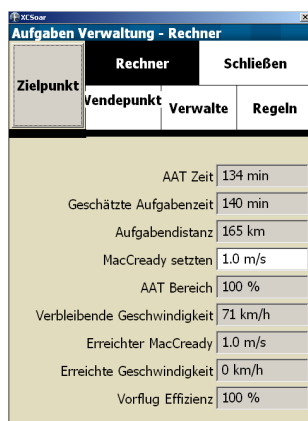 XCSoar
Aufgaben Verwaltung - Rechner
Zielpunkt
Rechner
Schließen
Wendepunkt
Verwalte
Regeln
AAT Zeit 134 min
Geschätzte Aufgabenzeit 140 min
Aufgabendistanz 165 km
MacCready setzten 1.0 m/s
AAT Bereich 100 %
Verbleibende Geschwindigkeit 71 km/h
Erreichter MacCready 1.0 m/s
Erreichte Geschwindigkeit 0 km/h
Vorflug Effizienz 100 %